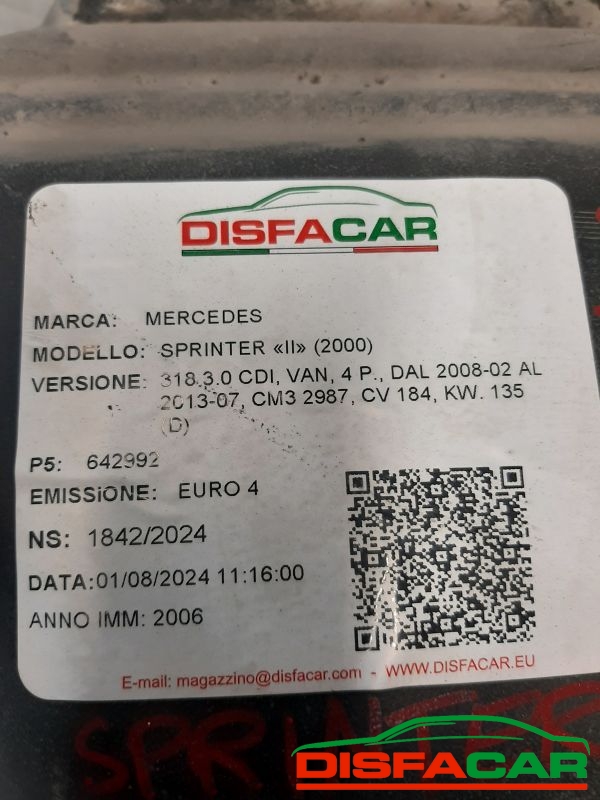 DISFACAR
MARCA: MERCEDES
MODELLO: SPRINTER «II» (2000)
VERSIONE: 318 3.0 CDI, VAN, 4 P., DAL 2008-02 AL
2013-07, CM3 2987, CV 184, KW. 135
(D)
P5: 642992
EMISSiONE: EURO 4
NS: 1842/2024
DATA:01/08/2024 11:16:00
ANNO IMM: 2006
E-mail: magazzino@disfacar.com - WWW.DISFACAR.EU
SPRINTER
DISFACAR